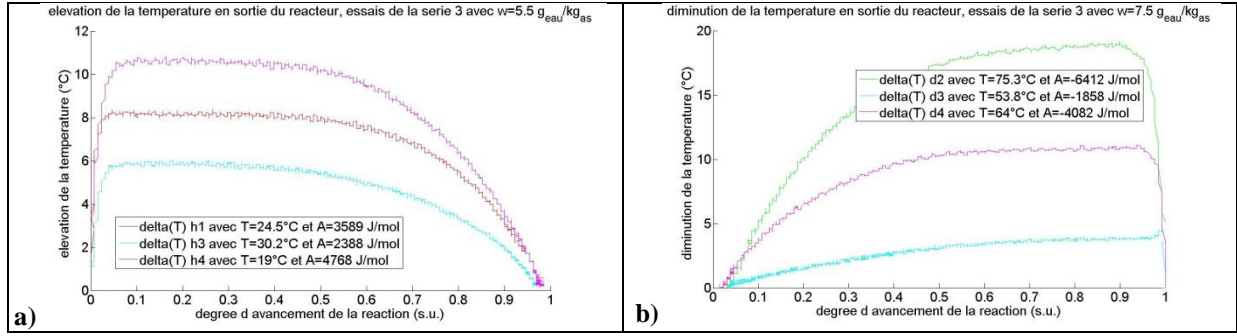 elevation de la temperature en sortie du reacteur, essais de la serie 3 avec w=5.5 g_eau/kg_as
elevation de la temperature (°C)
12
10
8
6
4
2
0
delta(T) h1 avec T=24.5°C et A=3589 J/mol
delta(T) h3 avec T=30.2°C et A=2388 J/mol
delta(T) h4 avec T=19°C et A=4768 J/mol
0 0.1 0.2 0.3 0.4 0.5 0.6 0.7 0.8 0.9 1
degree d avancement de la reaction (s.u.)
a)
diminution de la temperature en sortie du reacteur, essais de la serie 3 avec w=7.5 g_eau/kg_as
diminution de la temperature (°C)
20
15
10
5
0
delta(T) d2 avec T=75.3°C et A=-6412 J/mol
delta(T) d3 avec T=53.8°C et A=-1858 J/mol
delta(T) d4 avec T=64°C et A=-4082 J/mol
0 0.1 0.2 0.3 0.4 0.5 0.6 0.7 0.8 0.9 1
degree d avancement de la reaction (s.u.)
b)